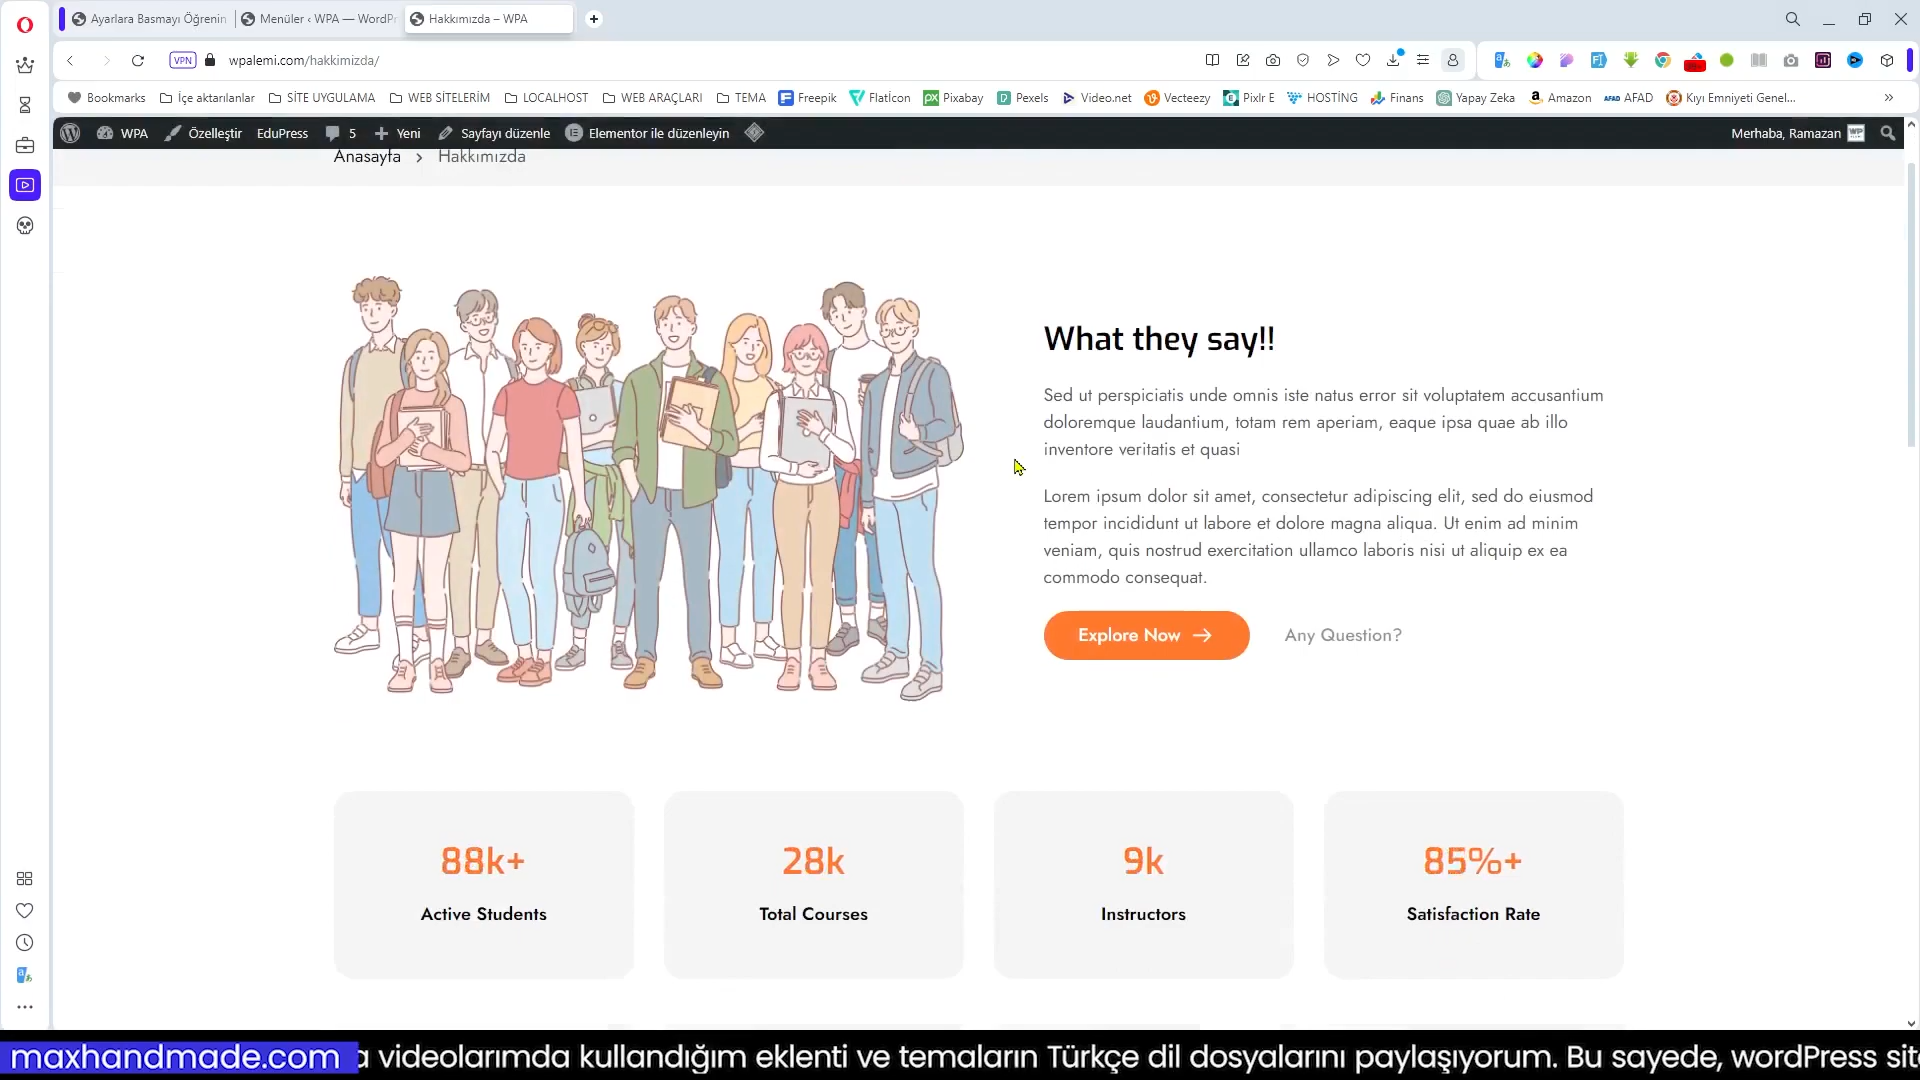 Ayarlara Basmayı Öğrenin
Menüler ‹ WPA — WordPr
Hakkımızda – WPA
VPN
wpalemi.com/hakkimizda/
Bookmarks
İçe aktarılanlar
SİTE UYGULAMA
WEB SİTELERİM
LOCALHOST
WEB ARAÇLARI
TEMA
Freepik
Flatİcon
Pixabay
Pexels
Video.net
Vecteezy
Pixlr E
HOSTİNG
Finans
Yapay Zeka
Amazon
AFAD
Kıyı Emniyeti Genel...
WPA
Özelleştir
EduPress
5
Yeni
Sayfayı düzenle
Elementor ile düzenleyin
Merhaba, Ramazan
Anasayfa > Hakkımızda
What they say!!
Sed ut perspiciatis unde omnis iste natus error sit voluptatem accusantium
doloremque laudantium, totam rem aperiam, eaque ipsa quae ab illo
inventore veritatis et quasi
Lorem ipsum dolor sit amet, consectetur adipiscing elit, sed do eiusmod
tempor incididunt ut labore et dolore magna aliqua. Ut enim ad minim
veniam, quis nostrud exercitation ullamco laboris nisi ut aliquip ex ea
commodo consequat.
Explore Now →
Any Question?
88k+
Active Students
28k
Total Courses
9k
Instructors
85%+
Satisfaction Rate
maxhandmade.com a videolarımda kullandığım eklenti ve temaların Türkçe dil dosyalarını paylaşıyorum. Bu sayede, wordPress site